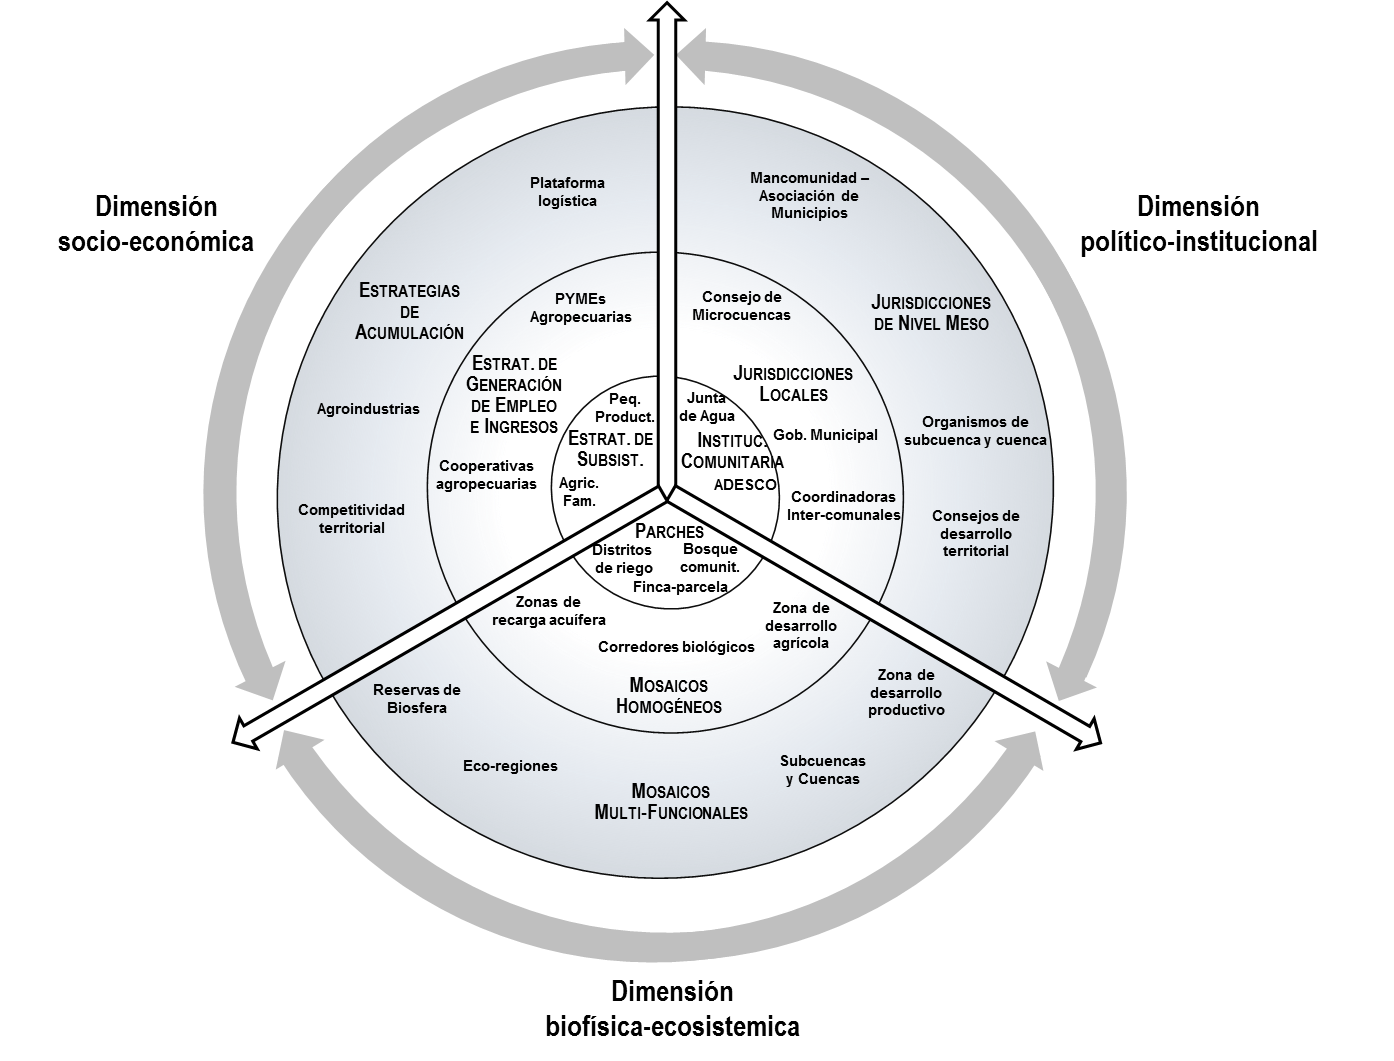 Dimensión
socio-económica
Dimensión
político-institucional
Plataforma
logística
ESTRATEGIAS
DE
ACUMULACIÓN
Agroindustrias
Competitividad
territorial
PYMEs
Agropecuarias
ESTRAT. DE
GENERACIÓN
DE EMPLEO
E INGRESOS
Cooperativas
agropecuarias
Peq.
Product.
ESTRAT. DE
SUBSIST.
Agric.
Fam.
Mancomunidad –
Asociación de
Municipios
JURISDICCIONES
DE NIVEL MESO
Organismos de
subcuenca y cuenca
Consejos de
desarrollo
territorial
Consejo de
Microcuencas
JURISDICCIONES
LOCALES
Gob. Municipal
Coordinadoras
Inter-comunales
Junta
de Agua
INSTITUC.
COMUNITARIA
ADESCO
PARCHES
Distritos
de riego
Bosque
comunit.
Finca-parcela
Zonas de
recarga acuífera
Corredores biológicos
Zona de
desarrollo
agrícola
MOSAICOS
HOMOGÉNEOS
Reservas de
Biosfera
Eco-regiones
Zona de
desarrollo
productivo
Subcuencas
y Cuencas
MOSAICOS
MULTI-FUNCIONALES
Dimensión
biofísica-ecosistemica